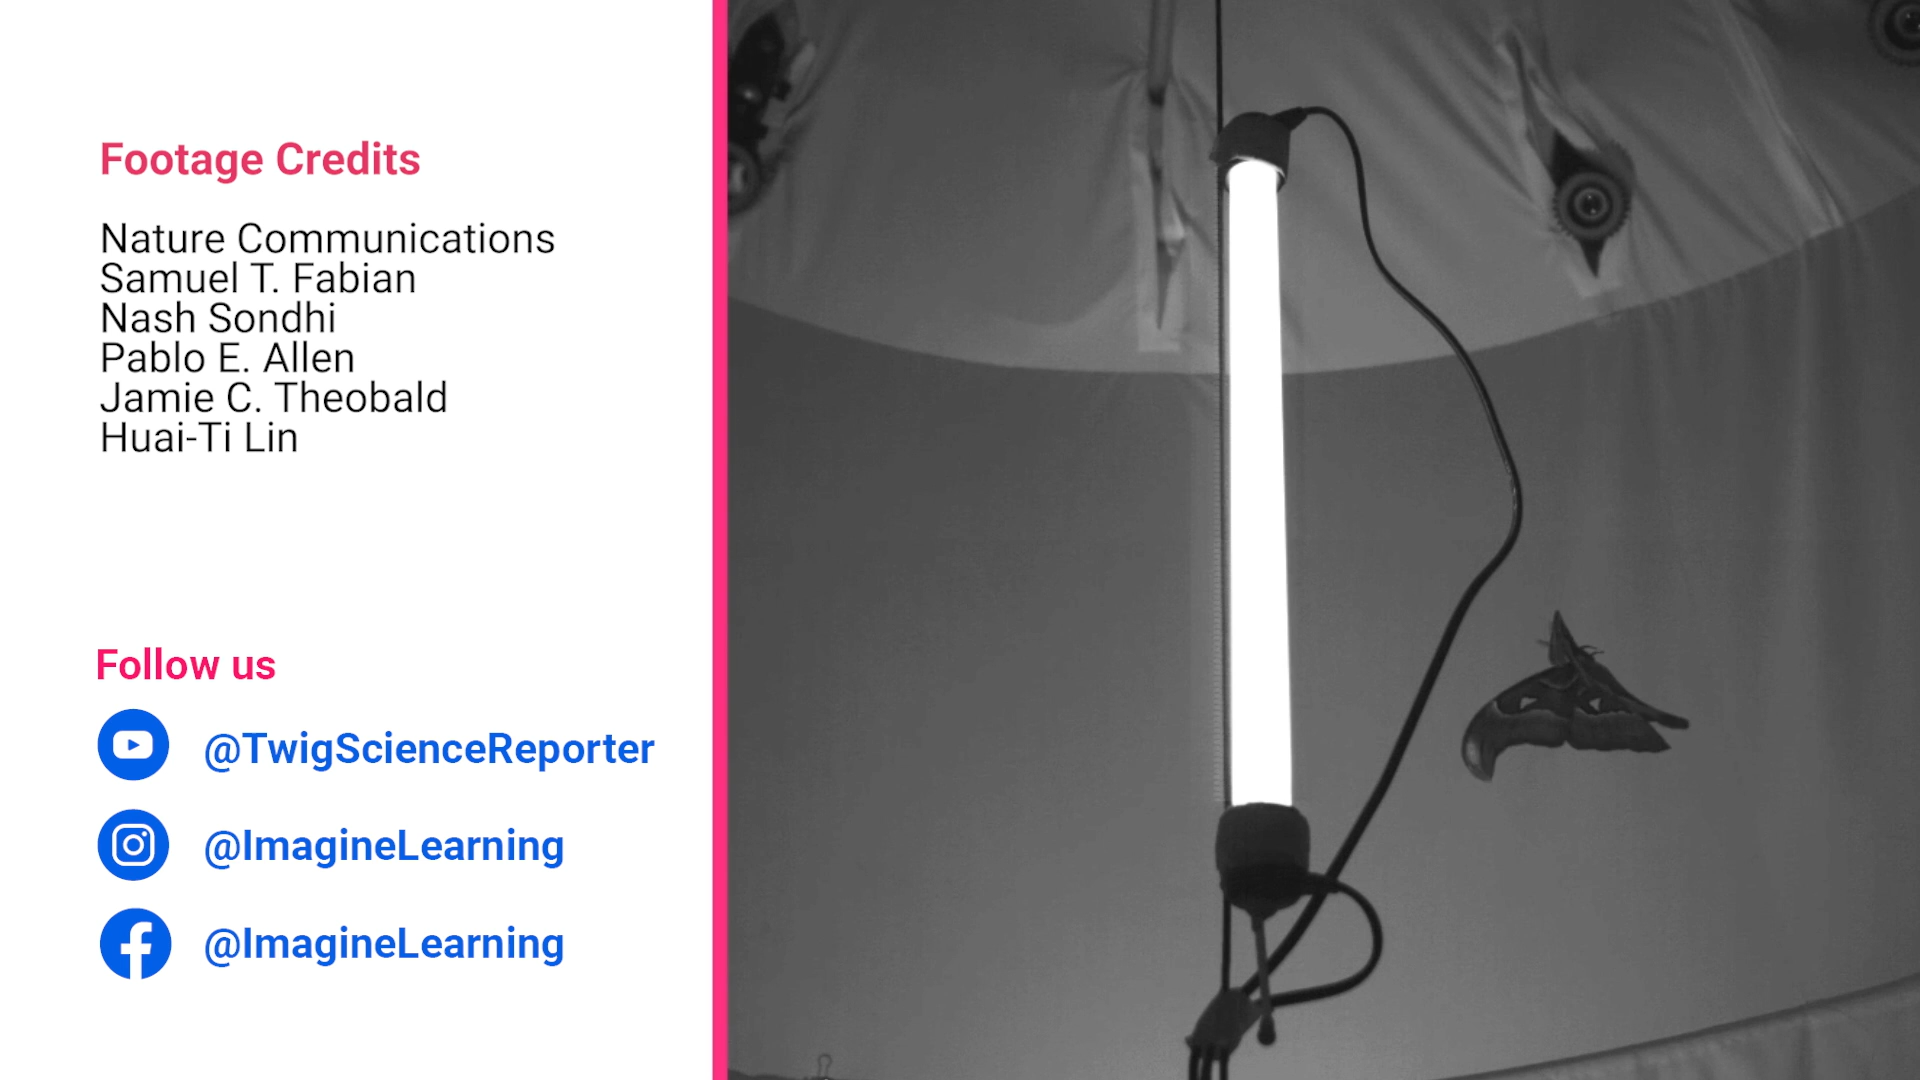 Footage Credits
Nature Communications
Samuel T. Fabian
Nash Sondhi
Pablo E. Allen
Jamie C. Theobald
Huai-Ti Lin
Follow us
@TwigScienceReporter
@ImagineLearning
@ImagineLearning